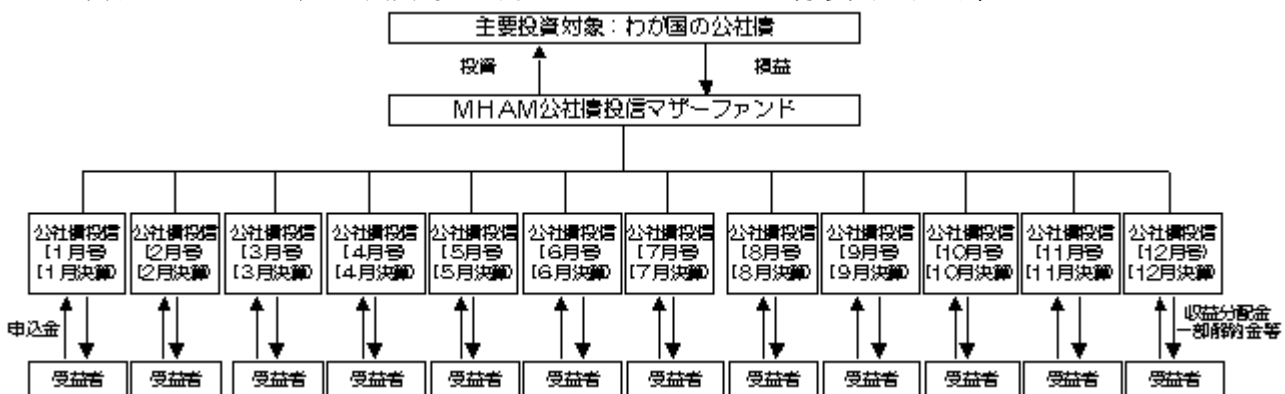 主要投資対象：わが国の公社債
投資
損益
MHAM公社債投信マザーファンド
公社債投信 公社債投信 公社債投信 公社債投信 公社債投信 公社債投信 公社債投信 公社債投信 公社債投信 公社債投信 公社債投信 公社債投信
(1月号) (2月号) (3月号) (4月号) (5月号) (6月号) (7月号) (8月号) (9月号) (10月号) (11月号) (12月号)
(1月決算) (2月決算) (3月決算) (4月決算) (5月決算) (6月決算) (7月決算) (8月決算) (9月決算) (10月決算) (11月決算) (12月決算)
申込金
収益分配金
一部解約金等
受益者 受益者 受益者 受益者 受益者 受益者 受益者 受益者 受益者 受益者 受益者 受益者